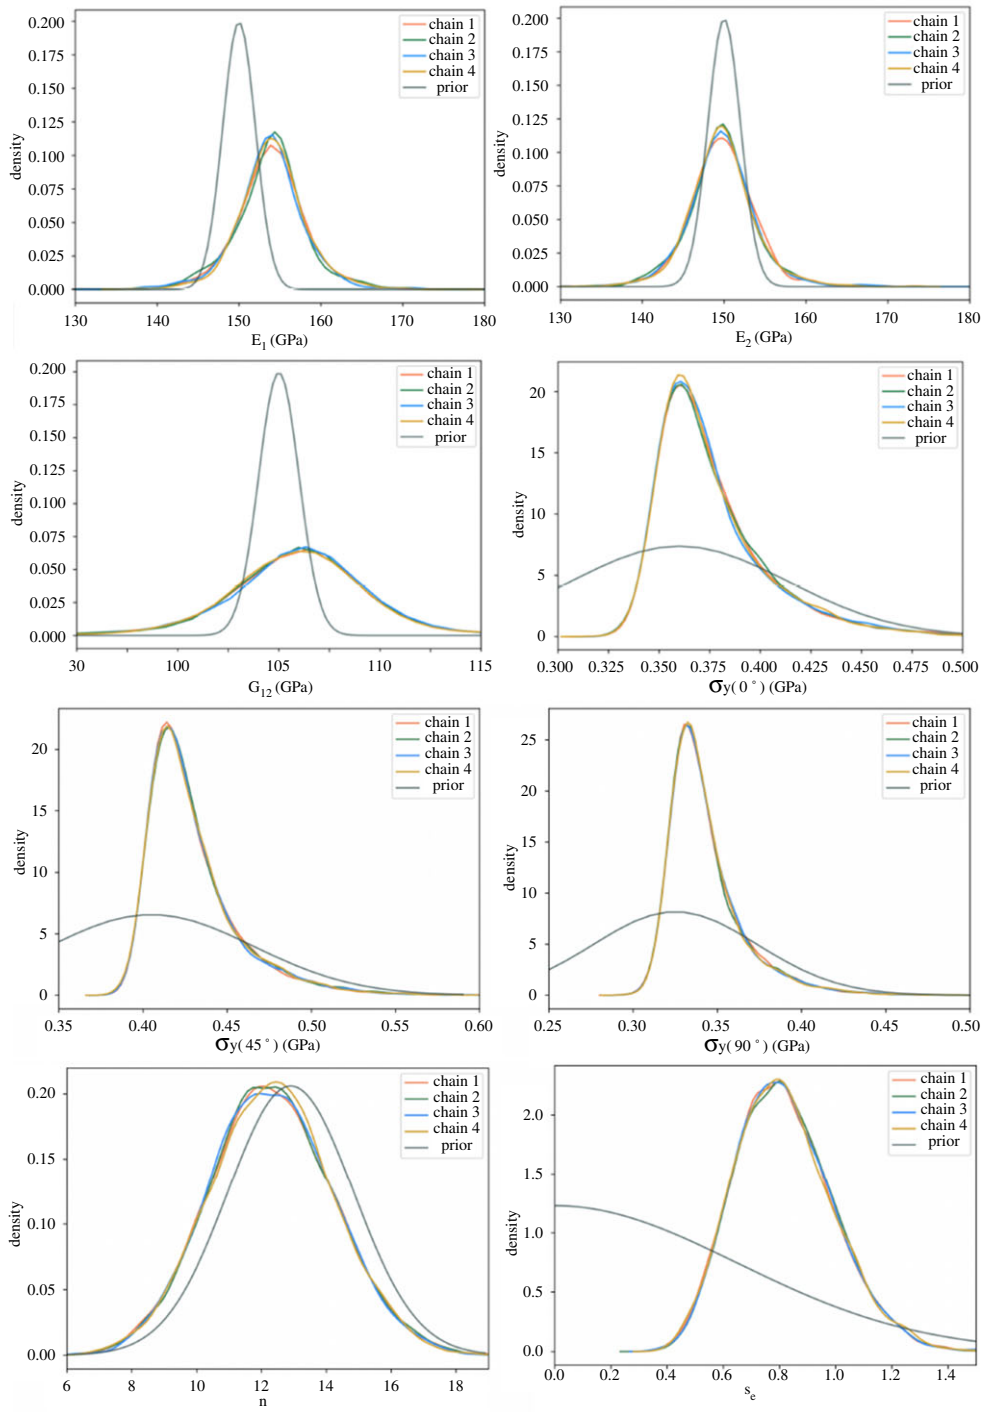 0.200
0.175
0.150
0.125
0.100
0.075
0.050
0.025
0.000
density
chain 1
chain 2
chain 3
chain 4
prior
130 140 150 160 170 180
E1 (GPa)
0.200
0.175
0.150
0.125
0.100
0.075
0.050
0.025
0.000
density
chain 1
chain 2
chain 3
chain 4
prior
130 140 150 160 170 180
E2 (GPa)
0.200
0.175
0.150
0.125
0.100
0.075
0.050
0.025
0.000
density
chain 1
chain 2
chain 3
chain 4
prior
30 100 105 110 115
G12 (GPa)
20
15
10
5
0
density
chain 1
chain 2
chain 3
chain 4
prior
0.300 0.325 0.350 0.375 0.400 0.425 0.450 0.475 0.500
σy(0°) (GPa)
20
15
10
5
0
density
chain 1
chain 2
chain 3
chain 4
prior
0.35 0.40 0.45 0.50 0.55 0.60
σy(45°) (GPa)
25
20
15
10
5
0
density
chain 1
chain 2
chain 3
chain 4
prior
0.25 0.30 0.35 0.40 0.45 0.50
σy(90°) (GPa)
0.20
0.15
0.10
0.05
0.00
density
chain 1
chain 2
chain 3
chain 4
prior
6 8 10 12 14 16 18
n
2.0
1.5
1.0
0.5
0.0
density
chain 1
chain 2
chain 3
chain 4
prior
0.0 0.2 0.4 0.6 0.8 1.0 1.2 1.4
se